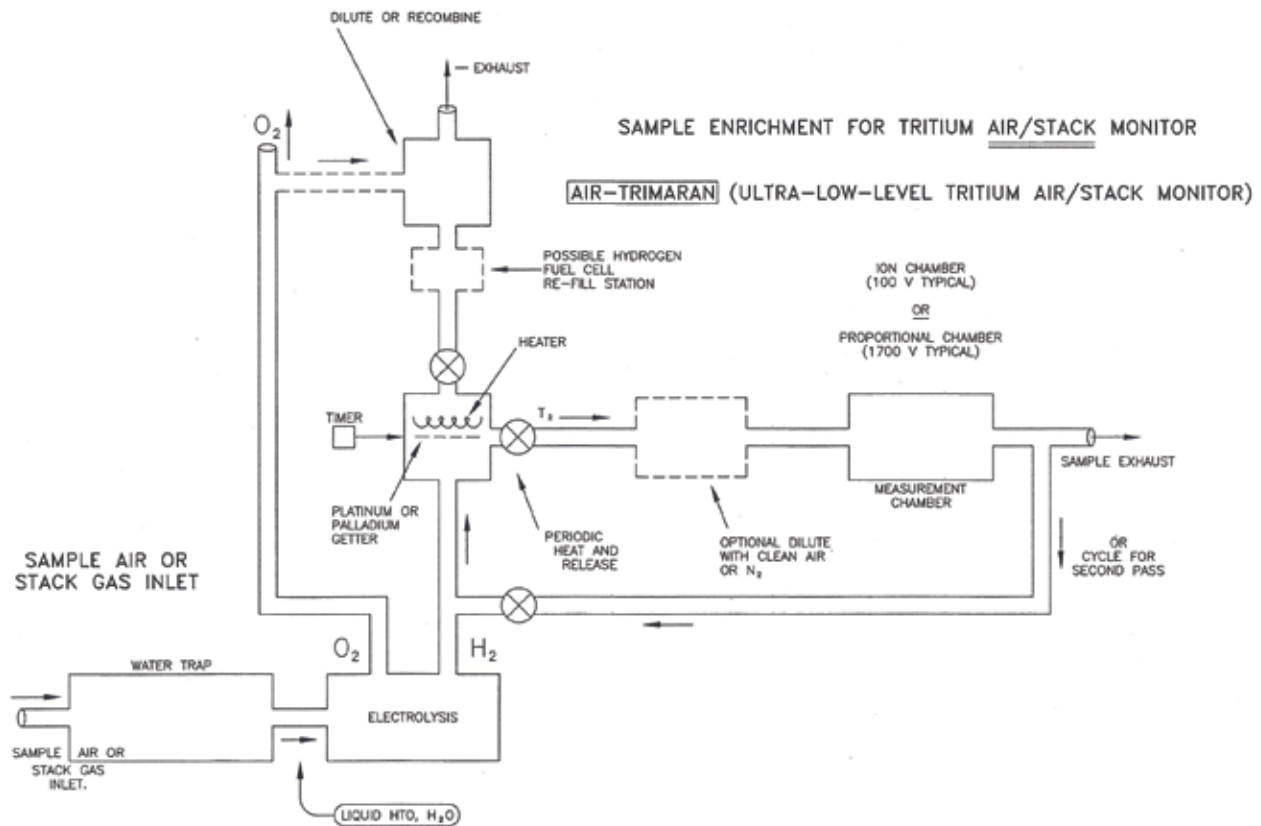 DILUTE OR RECOMBINE
EXHAUST
O₂
SAMPLE ENRICHMENT FOR TRITIUM AIR/STACK MONITOR
AIR-TRIMARAN (ULTRA-LOW-LEVEL TRITIUM AIR/STACK MONITOR)
POSSIBLE HYDROGEN
FUEL CELL
RE-FILL STATION
ION CHAMBER
(100 V TYPICAL)
OR
PROPORTIONAL CHAMBER
(1700 V TYPICAL)
HEATER
TIMER
T₂
SAMPLE EXHAUST
MEASUREMENT
CHAMBER
PLATINUM OR
PALLADIUM
GETTER
PERIODIC
HEAT AND
RELEASE
OPTIONAL DILUTE
WITH CLEAN AIR
OR N₂
OR
CYCLE FOR
SECOND PASS
SAMPLE AIR OR
STACK GAS INLET
O₂
H₂
WATER TRAP
ELECTROLYSIS
SAMPLE AIR OR
STACK GAS
INLET.
LIQUID HTO, H₂O